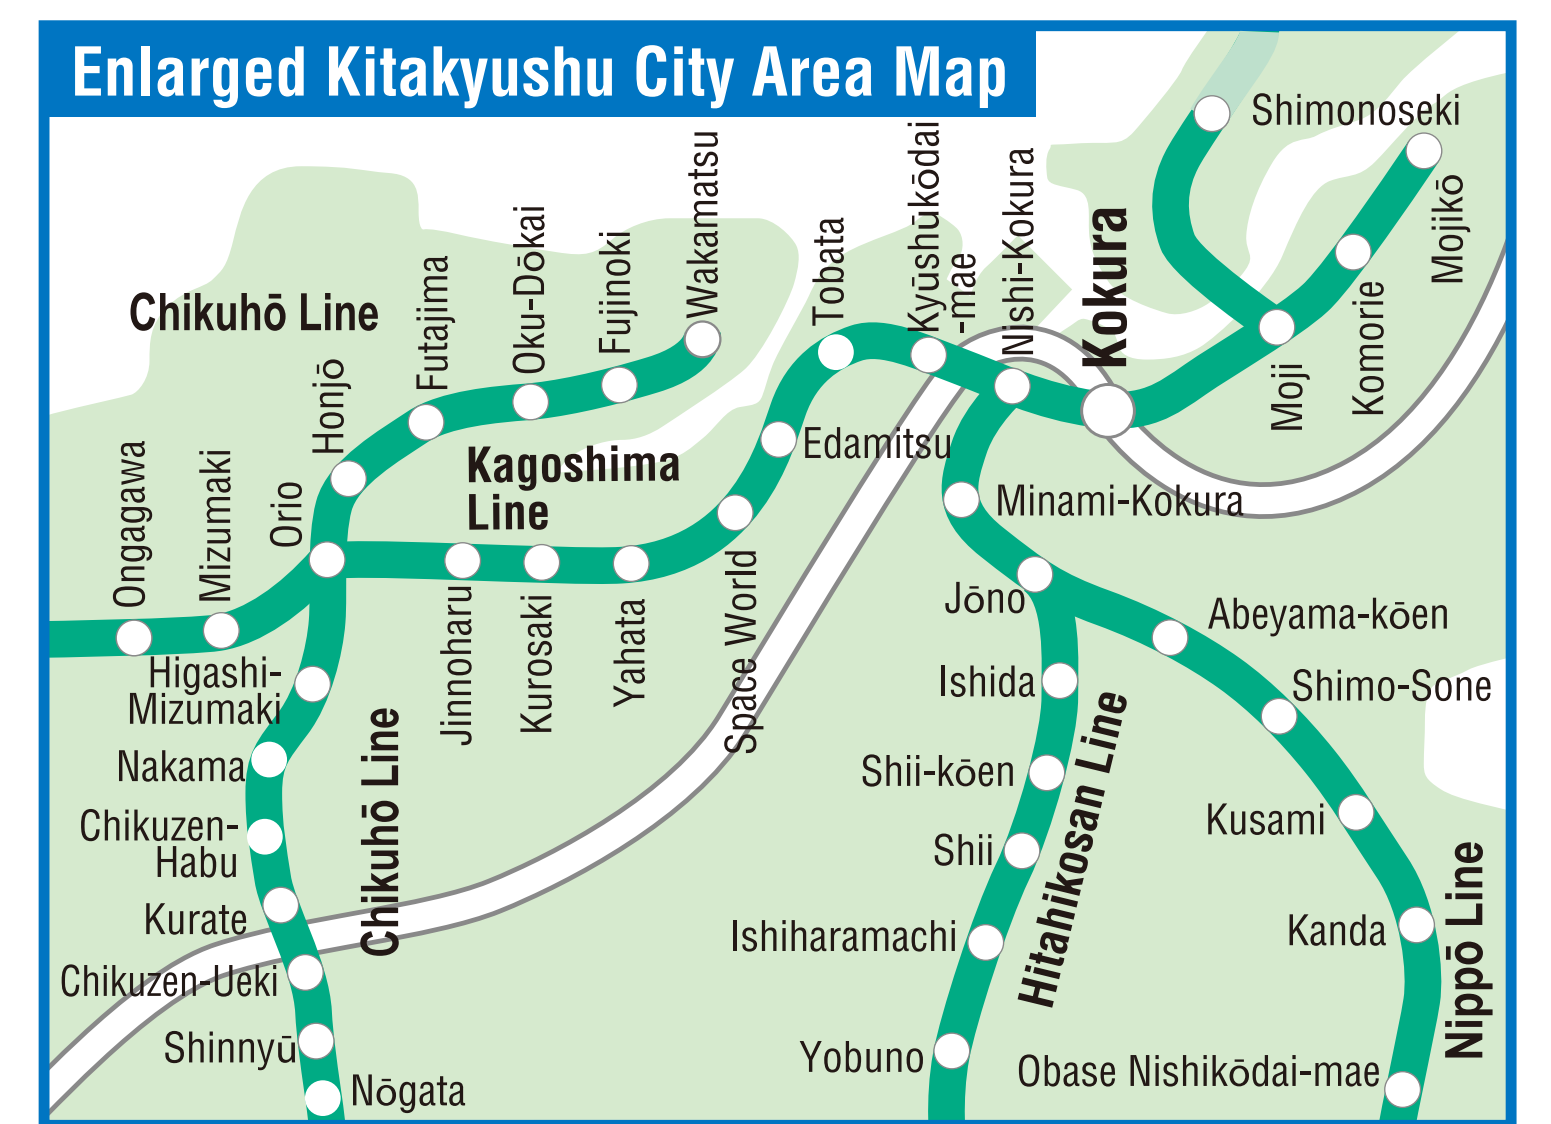 Enlarged Kitakyushu City Area Map
Shimonoseki
Mojikō
Komorie
Moji
Kokura
Nishi-Kokura
Kyūshūkōdai
-mae
Tobata
Wakamatsu
Fujinoki
Oku-Dōkai
Futajima
Chikuhō Line
Honjō
Orio
Mizumaki
Ongagawa
Kagoshima
Line
Edamitsu
Minami-Kokura
Space World
Yahata
Kurosaki
Jinnoharu
Jōno
Abeyama-kōen
Shimo-Sone
Kusami
Kanda
Obase Nishikōdai-mae
Nippō Line
Ishida
Shii-kōen
Shii
Ishiharamachi
Yobuno
Hitahikosan Line
Higashi-
Mizumaki
Nakama
Chikuzen-
Habu
Kurate
Chikuzen-Ueki
Shinnyū
Nōgata
Chikuhō Line